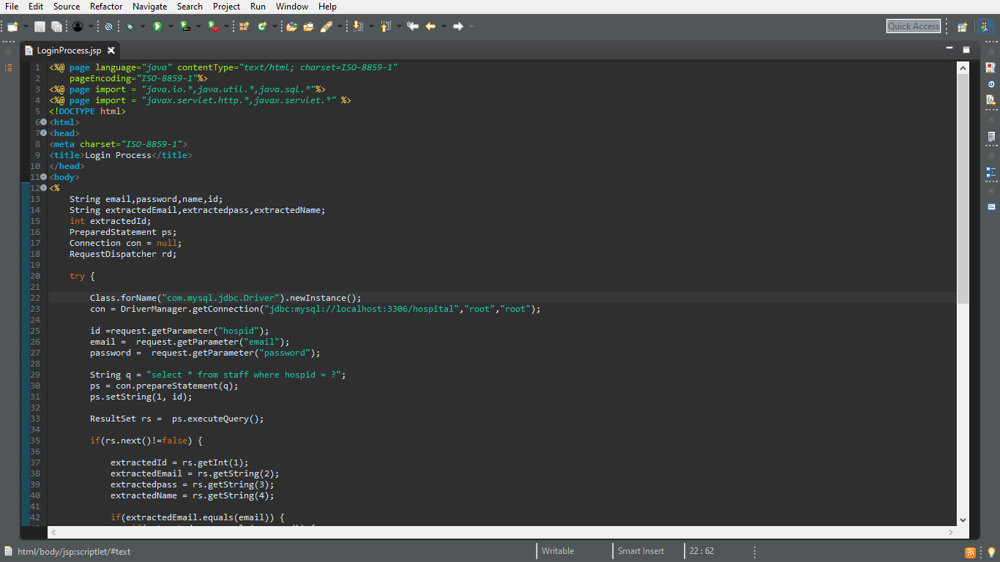 File Edit Source Refactor Navigate Search Project Run Window Help
Quick Access
LoginProcess.jsp
1 <%@ page language="java" contentType="text/html; charset=ISO-8859-1"
2 pageEncoding="ISO-8859-1"%>
3 <%@ page import = "java.io.*,java.util.*,java.sql.*"%>
4 <%@ page import = "javax.servlet.http.*,javax.servlet.*" %>
5 <!DOCTYPE html>
6 <html>
7 <head>
8 <meta charset="ISO-8859-1">
9 <title>Login Process</title>
10 </head>
11 <body>
12 <%
13 String email,password,name,id;
14 String extractedEmail,extractedpass,extractedName;
15 int extractedId;
16 PreparedStatement ps;
17 Connection con = null;
18 RequestDispatcher rd;
19
20 try {
21
22 Class.forName("com.mysql.jdbc.Driver").newInstance();
23 con = DriverManager.getConnection("jdbc:mysql://localhost:3306/hospital","root","root");
24
25 id =request.getParameter("hospid");
26 email =  request.getParameter("email");
27 password =  request.getParameter("password");
28
29 String q = "select * from staff where hospid = ?";
30 ps = con.prepareStatement(q);
31 ps.setString(1, id);
32
33 ResultSet rs =  ps.executeQuery();
34
35 if(rs.next()!=false) {
36
37 extractedId = rs.getInt(1);
38 extractedEmail = rs.getString(2);
39 extractedpass = rs.getString(3);
40 extractedName = rs.getString(4);
41
42 if(extractedEmail.equals(email)) {
html/body/jsp:scriptlet/#text Writable Smart Insert 22 : 62